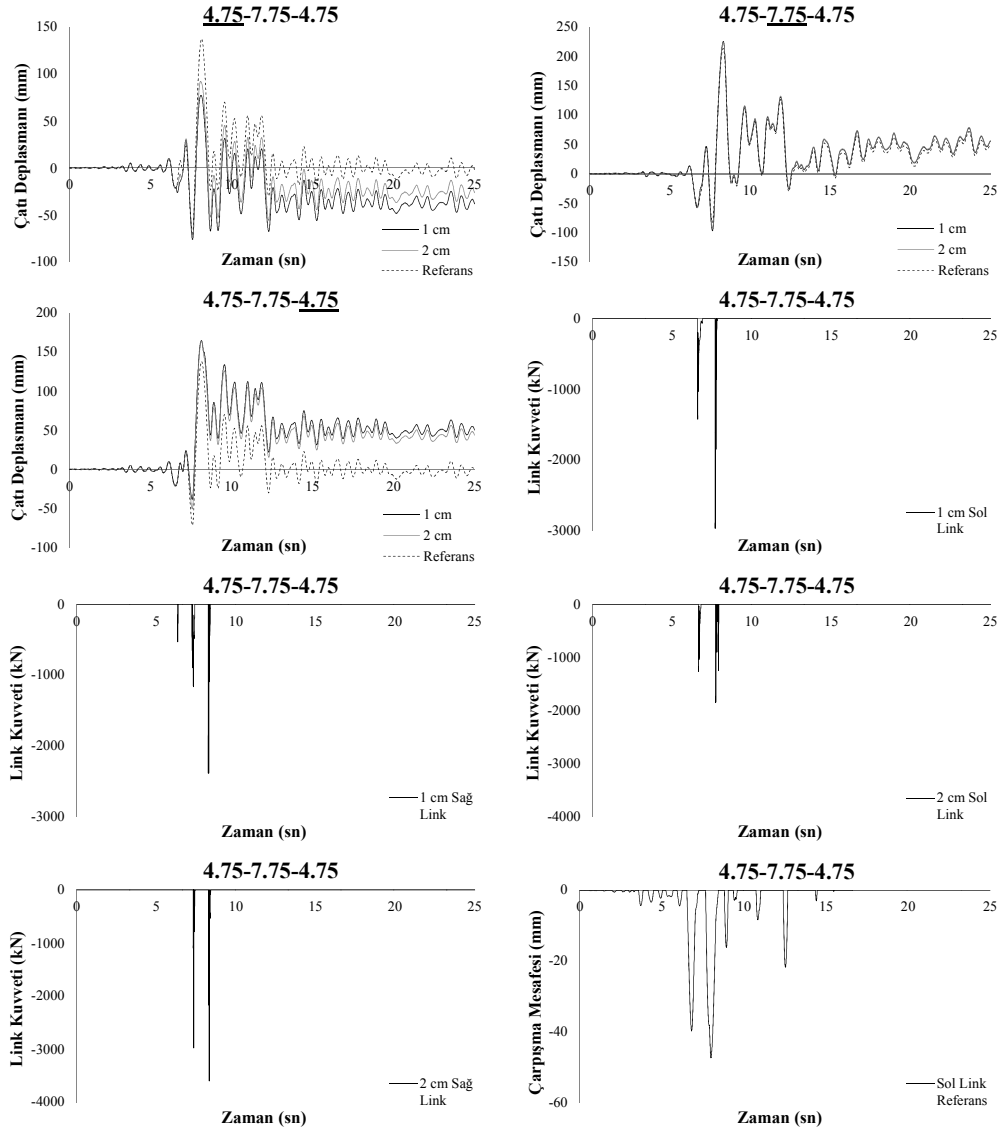 4.75-7.75-4.75
150
100
50
0
-50
-100
0
5
10
15
20
25
Çatı Deplasmanı (mm)
Zaman (sn)
1 cm
2 cm
Referans
4.75-7.75-4.75
250
200
150
100
50
0
-50
-100
-150
0
5
10
15
20
25
Çatı Deplasmanı (mm)
Zaman (sn)
1 cm
2 cm
Referans
4.75-7.75-4.75
200
150
100
50
0
-50
-100
0
5
10
15
20
25
Çatı Deplasmanı (mm)
Zaman (sn)
1 cm
2 cm
Referans
4.75-7.75-4.75
0
-1000
-2000
-3000
0
5
10
15
20
25
Link Kuvveti (kN)
Zaman (sn)
1 cm Sol
Link
4.75-7.75-4.75
0
-1000
-2000
-3000
0
5
10
15
20
25
Link Kuvveti (kN)
Zaman (sn)
1 cm Sağ
Link
4.75-7.75-4.75
0
-1000
-2000
-3000
-4000
0
5
10
15
20
25
Link Kuvveti (kN)
Zaman (sn)
2 cm Sol
Link
4.75-7.75-4.75
0
-1000
-2000
-3000
-4000
0
5
10
15
20
25
Link Kuvveti (kN)
Zaman (sn)
2 cm Sağ
Link
4.75-7.75-4.75
0
-20
-40
-60
0
5
10
15
20
25
Çarpışma Mesafesi (mm)
Zaman (sn)
Sol Link
Referans